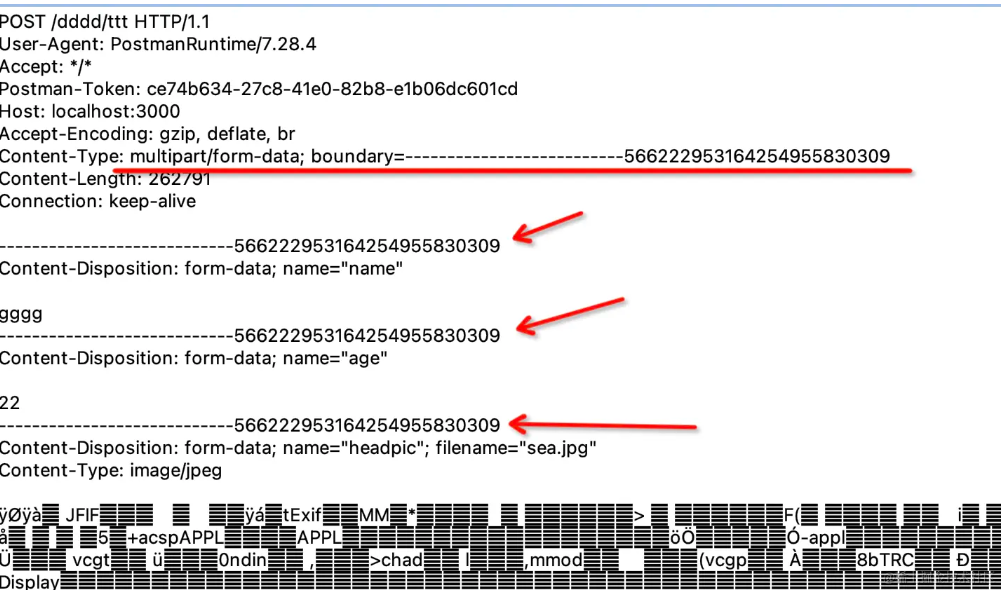 POST /dddd/ttt HTTP/1.1
User-Agent: PostmanRuntime/7.28.4
Accept: */*
Postman-Token: ce74b634-27c8-41e0-82b8-e1b06dc601cd
Host: localhost:3000
Accept-Encoding: gzip, deflate, br
Content-Type: multipart/form-data; boundary=--------------------------566222953164254955830309
Content-Length: 262791
Connection: keep-alive
----------------------------566222953164254955830309
Content-Disposition: form-data; name="name"
gggg
----------------------------566222953164254955830309
Content-Disposition: form-data; name="age"
22
----------------------------566222953164254955830309
Content-Disposition: form-data; name="headpic"; filename="sea.jpg"
Content-Type: image/jpeg
ÿØÿà JFIF ÿá tExif MM * > F( i
å 5 +acspAPPL APPL öÖ Ó-appl
Ü vcgt ü 0ndin , >chad l ,mmod (vcgp À 8bTRC Ð
Display